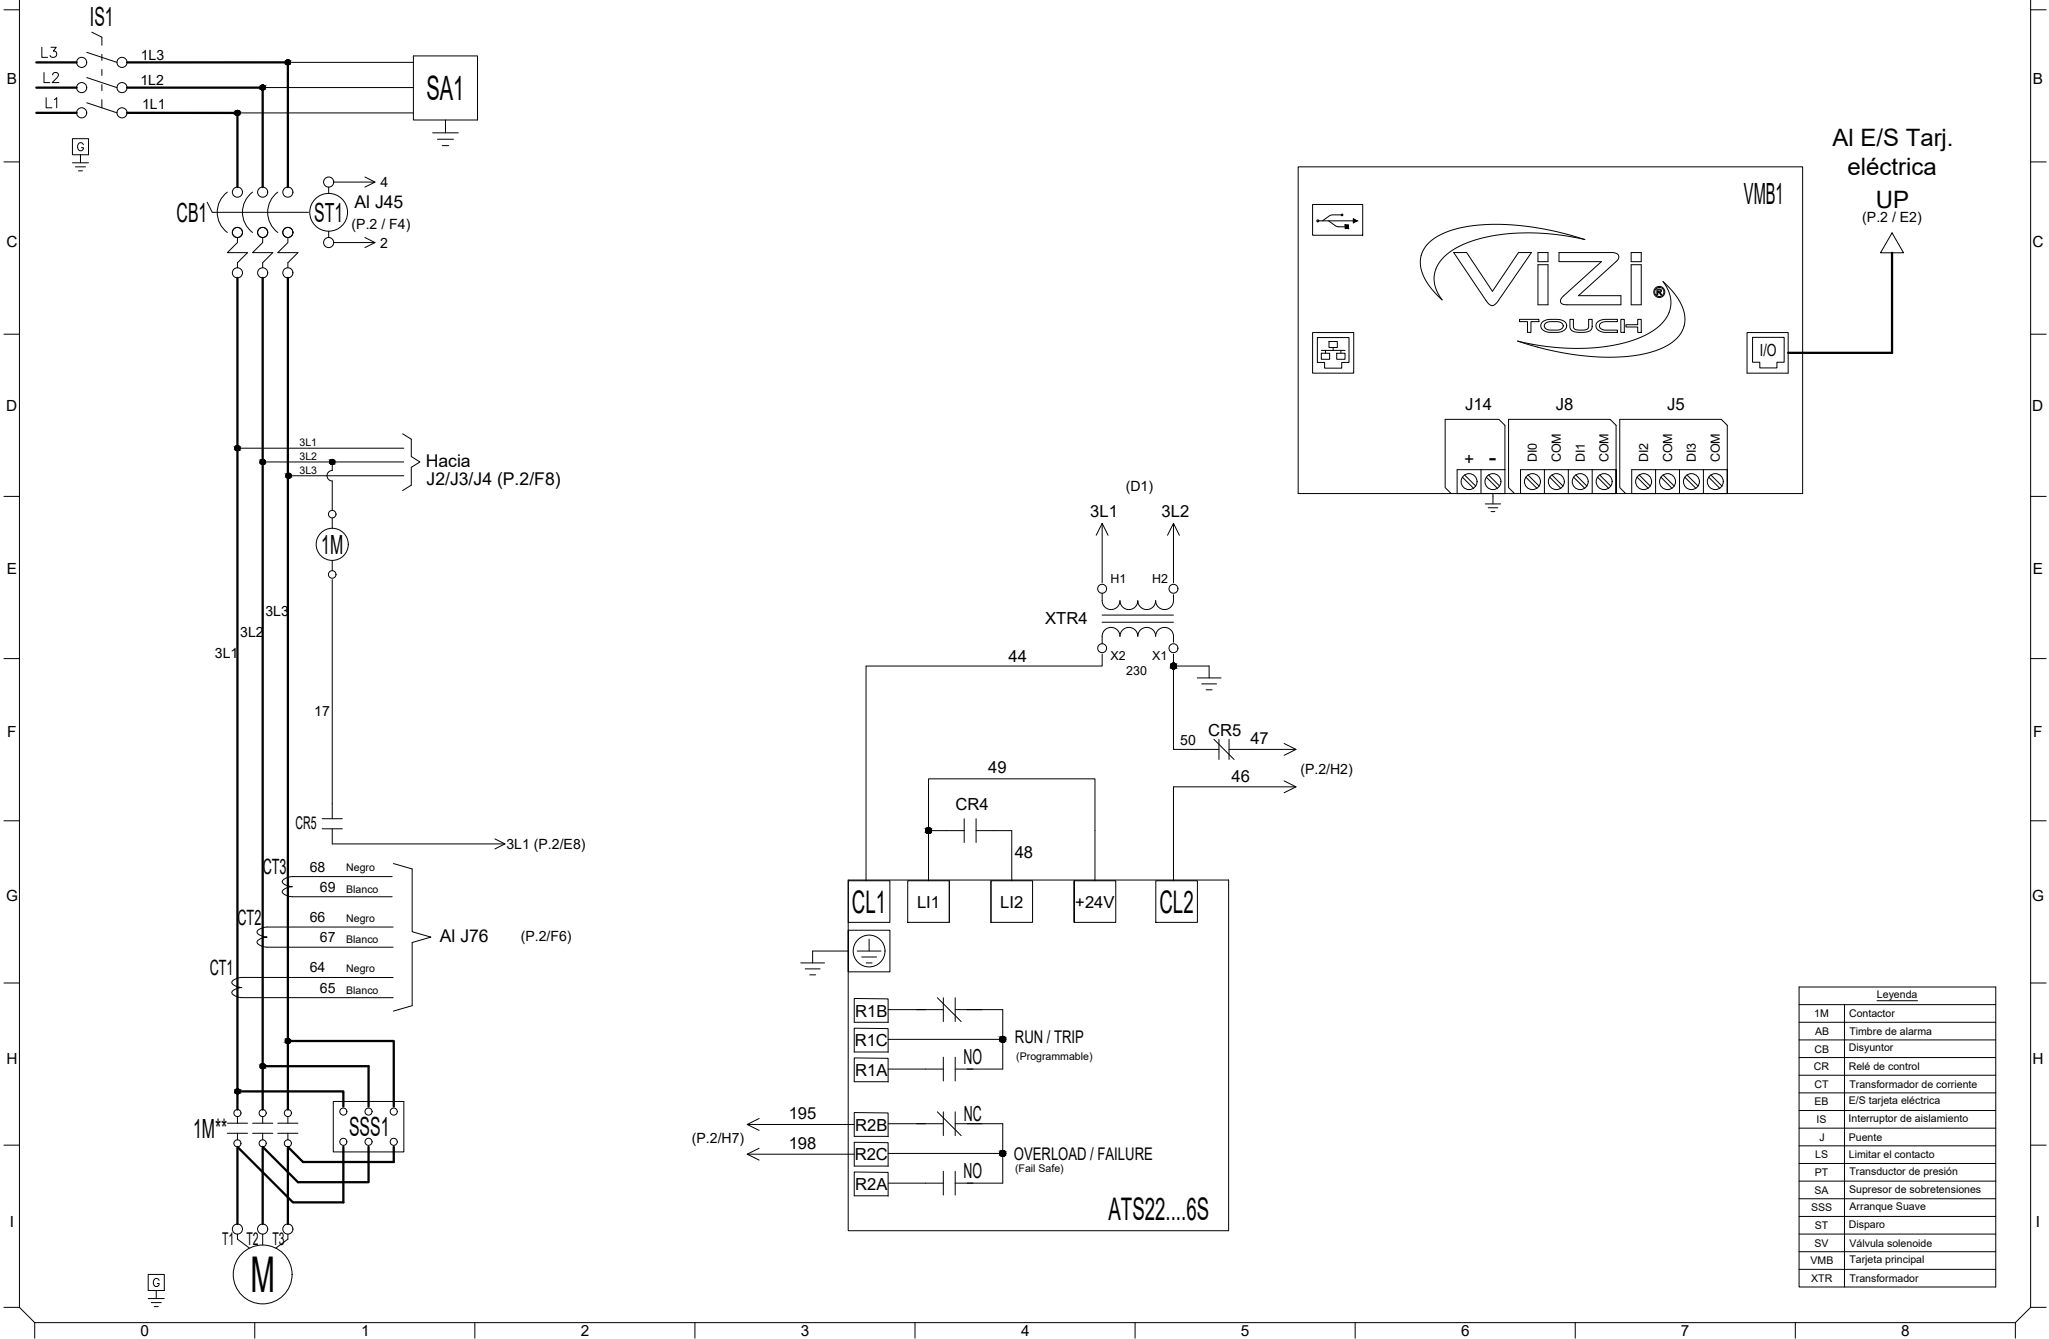 IS1
L3
1L3
L2
1L2
L1
1L1
SA1
G
B
B
CB1
ST1
4
Al J45
(P.2 / F4)
2
C
C
Al E/S Tarj.
eléctrica
UP
(P.2 / E2)
VMB1
ViZi
TOUCH
®
I/O
J14
J8
J5
+
-
DI0
COM
DI1
COM
DI2
COM
DI3
COM
D
D
3L1
3L2
3L3
Hacia
J2/J3/J4 (P.2/F8)
1M
E
E
3L3
3L2
3L1
17
F
F
CR5
3L1 (P.2/E8)
(D1)
3L1
3L2
H1
H2
XTR4
X2
X1
230
44
50
CR5
47
46
(P.2/H2)
49
CR4
48
CL1
LI1
LI2
+24V
CL2
G
G
CT3
68 Negro
69 Blanco
CT2
66 Negro
67 Blanco
CT1
64 Negro
65 Blanco
Al J76
(P.2/F6)
R1B
R1C
R1A
NO
RUN / TRIP
(Programmable)
H
H
1M**
SSS1
(P.2/H7)
195
198
R2B
R2C
R2A
NC
NO
OVERLOAD / FAILURE
(Fail Safe)
ATS22....6S
I
I
T1
T2
T3
M
G
Leyenda
1M Contactor
AB Timbre de alarma
CB Disyuntor
CR Relé de control
CT Transformador de corriente
EB E/S tarjeta eléctrica
IS Interruptor de aislamiento
J Puente
LS Limitar el contacto
PT Transductor de presión
SA Supresor de sobretensiones
SSS Arranque Suave
ST Disparo
SV Válvula solenoide
VMB Tarjeta principal
XTR Transformador
0
1
2
3
4
5
6
7
8